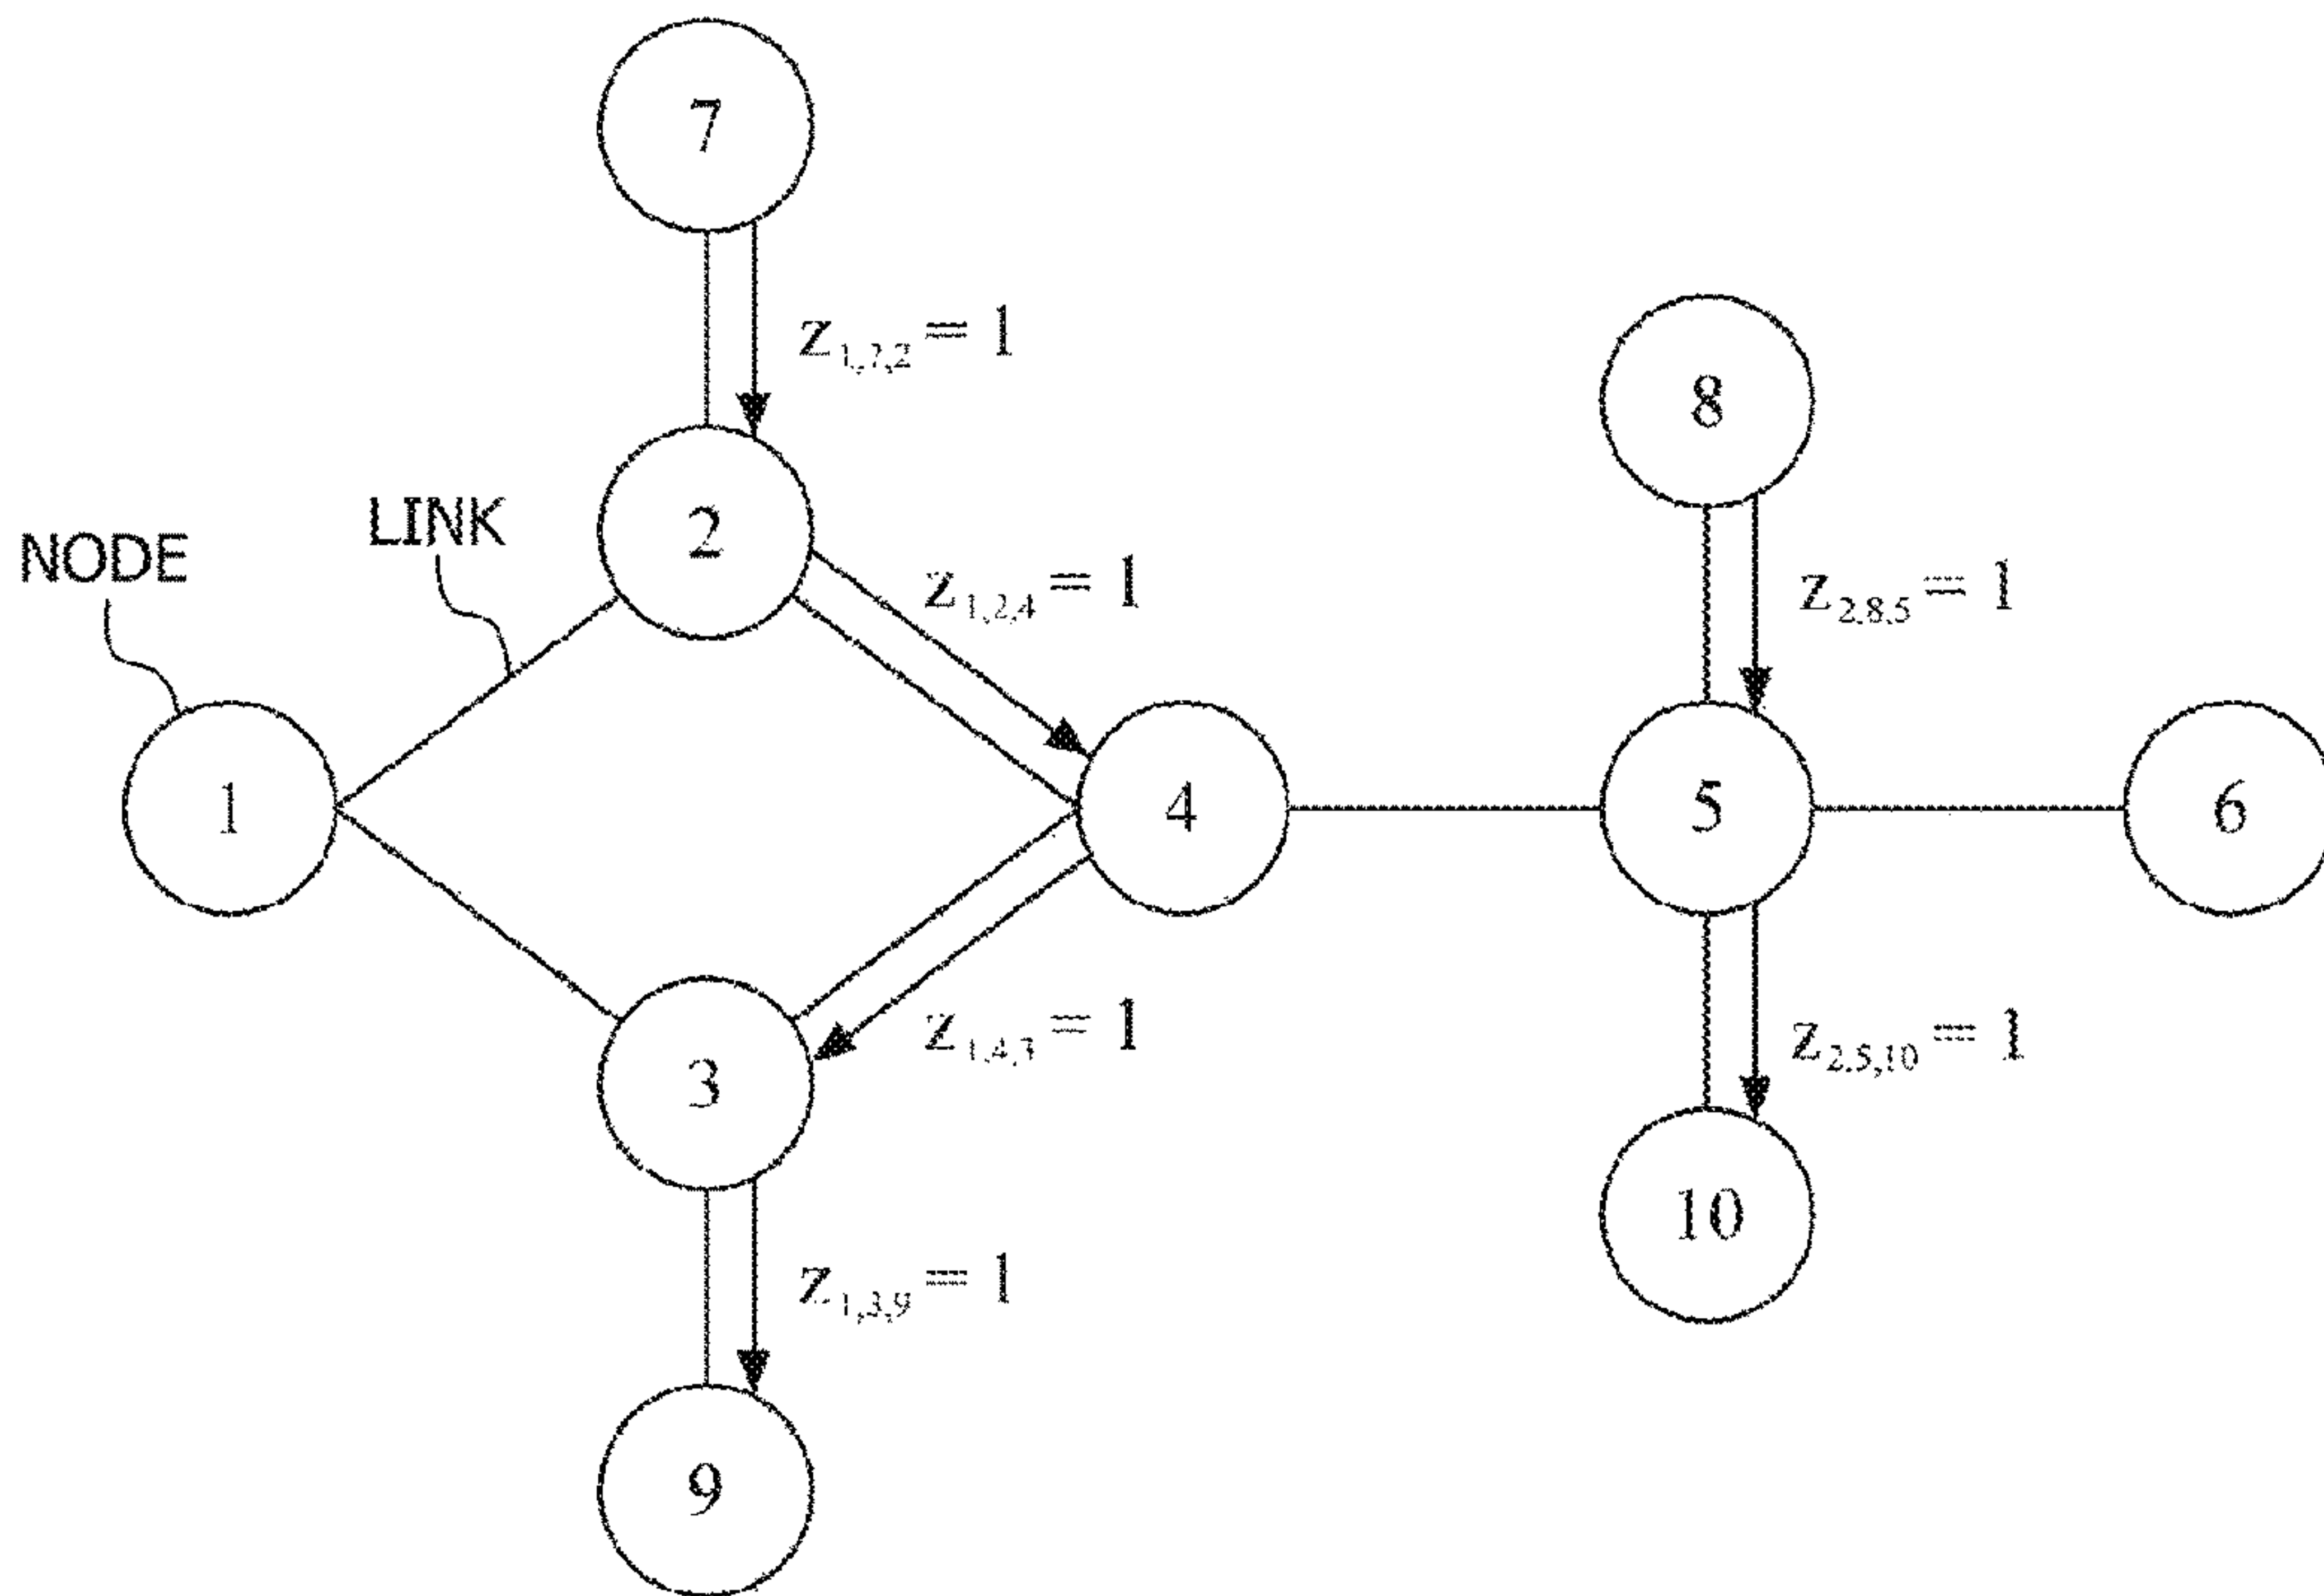 7
z1,7,2 = 1
8
NODE
LINK
2
z1,2,4 = 1
z2,8,5 = 1
1
4
5
6
3
z1,4,3 = 1
z2,5,10 = 1
10
z1,3,9 = 1
9